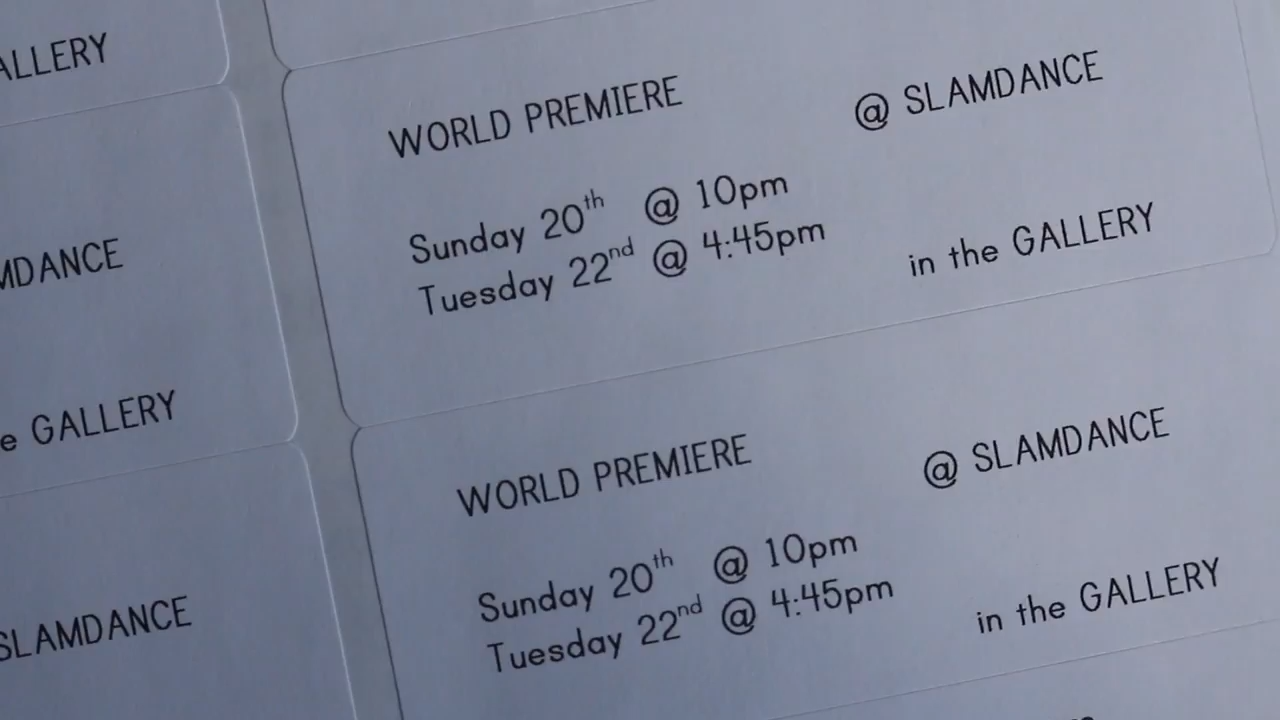 ALLERY
MDANCE
e GALLERY
SLAMDANCE
WORLD PREMIERE @ SLAMDANCE
Sunday 20th @ 10pm
Tuesday 22nd @ 4:45pm
in the GALLERY
WORLD PREMIERE @ SLAMDANCE
Sunday 20th @ 10pm
Tuesday 22nd @ 4:45pm
in the GALLERY